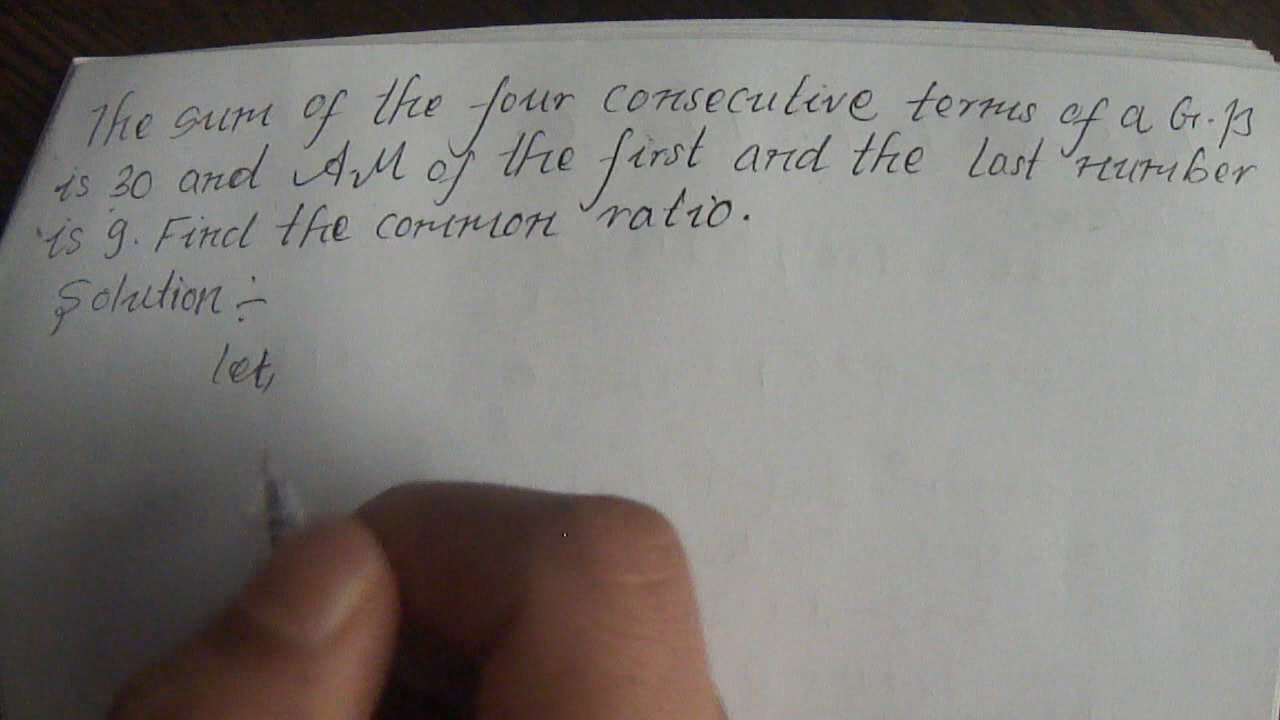 The sum of the four consecutive terms of a G.P
is 30 and AM of the first and the last number
is 9. Find the common ratio.
Solution :-
let,